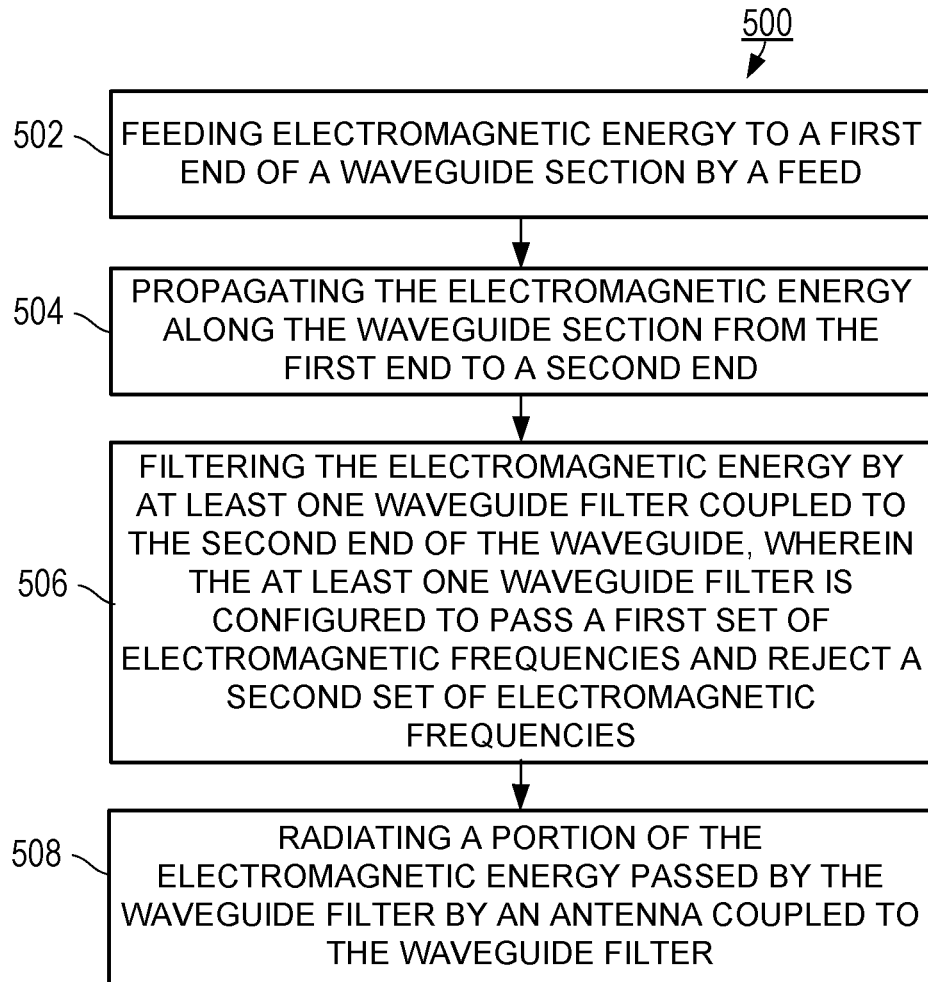 500
502
FEEDING ELECTROMAGNETIC ENERGY TO A FIRST
END OF A WAVEGUIDE SECTION BY A FEED
504
PROPAGATING THE ELECTROMAGNETIC ENERGY
ALONG THE WAVEGUIDE SECTION FROM THE
FIRST END TO A SECOND END
506
FILTERING THE ELECTROMAGNETIC ENERGY BY
AT LEAST ONE WAVEGUIDE FILTER COUPLED TO
THE SECOND END OF THE WAVEGUIDE, WHEREIN
THE AT LEAST ONE WAVEGUIDE FILTER IS
CONFIGURED TO PASS A FIRST SET OF
ELECTROMAGNETIC FREQUENCIES AND REJECT A
SECOND SET OF ELECTROMAGNETIC
FREQUENCIES
508
RADIATING A PORTION OF THE
ELECTROMAGNETIC ENERGY PASSED BY THE
WAVEGUIDE FILTER BY AN ANTENNA COUPLED TO
THE WAVEGUIDE FILTER